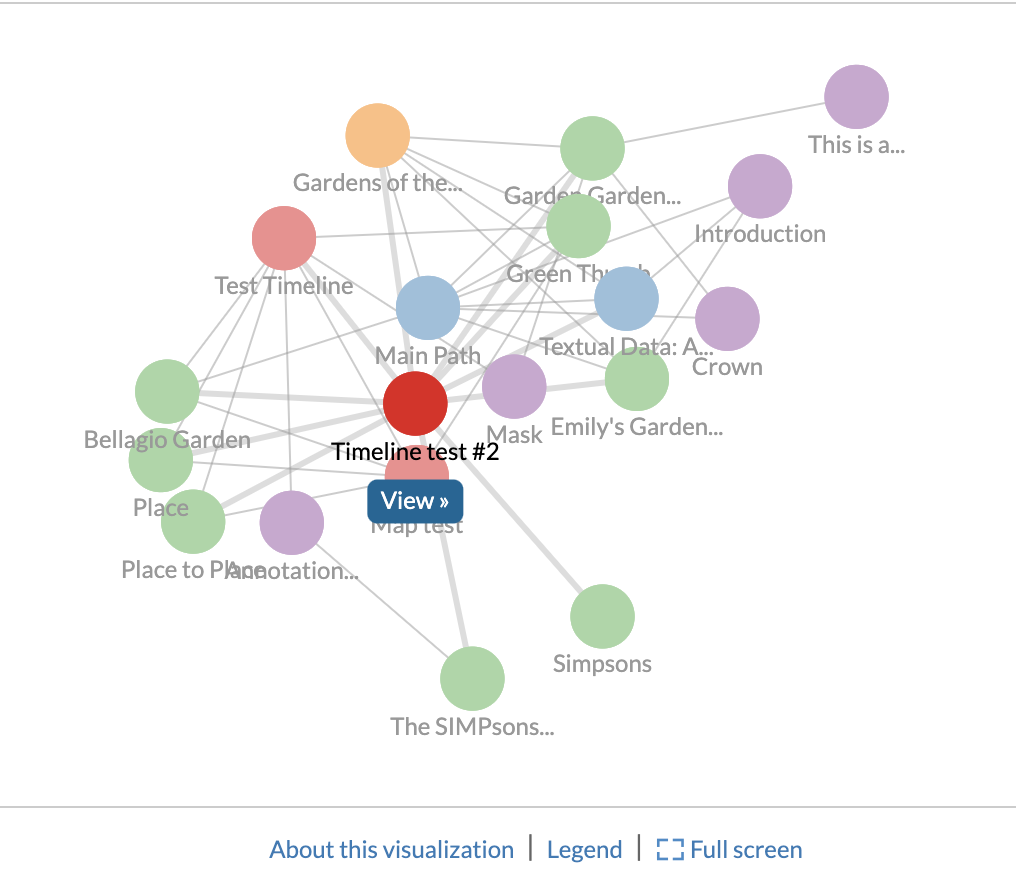 This is a...
Gardens of the...
Garden Garden...
Introduction
Green Thumb
Test Timeline
Main Path
Textual Data: A...
Crown
Mask
Emily's Garden...
Bellagio Garden
Timeline test #2
View »
Place
Map test
Place to Place
Annotation...
Simpsons
The SIMPsons...
About this visualization | Legend | Full screen